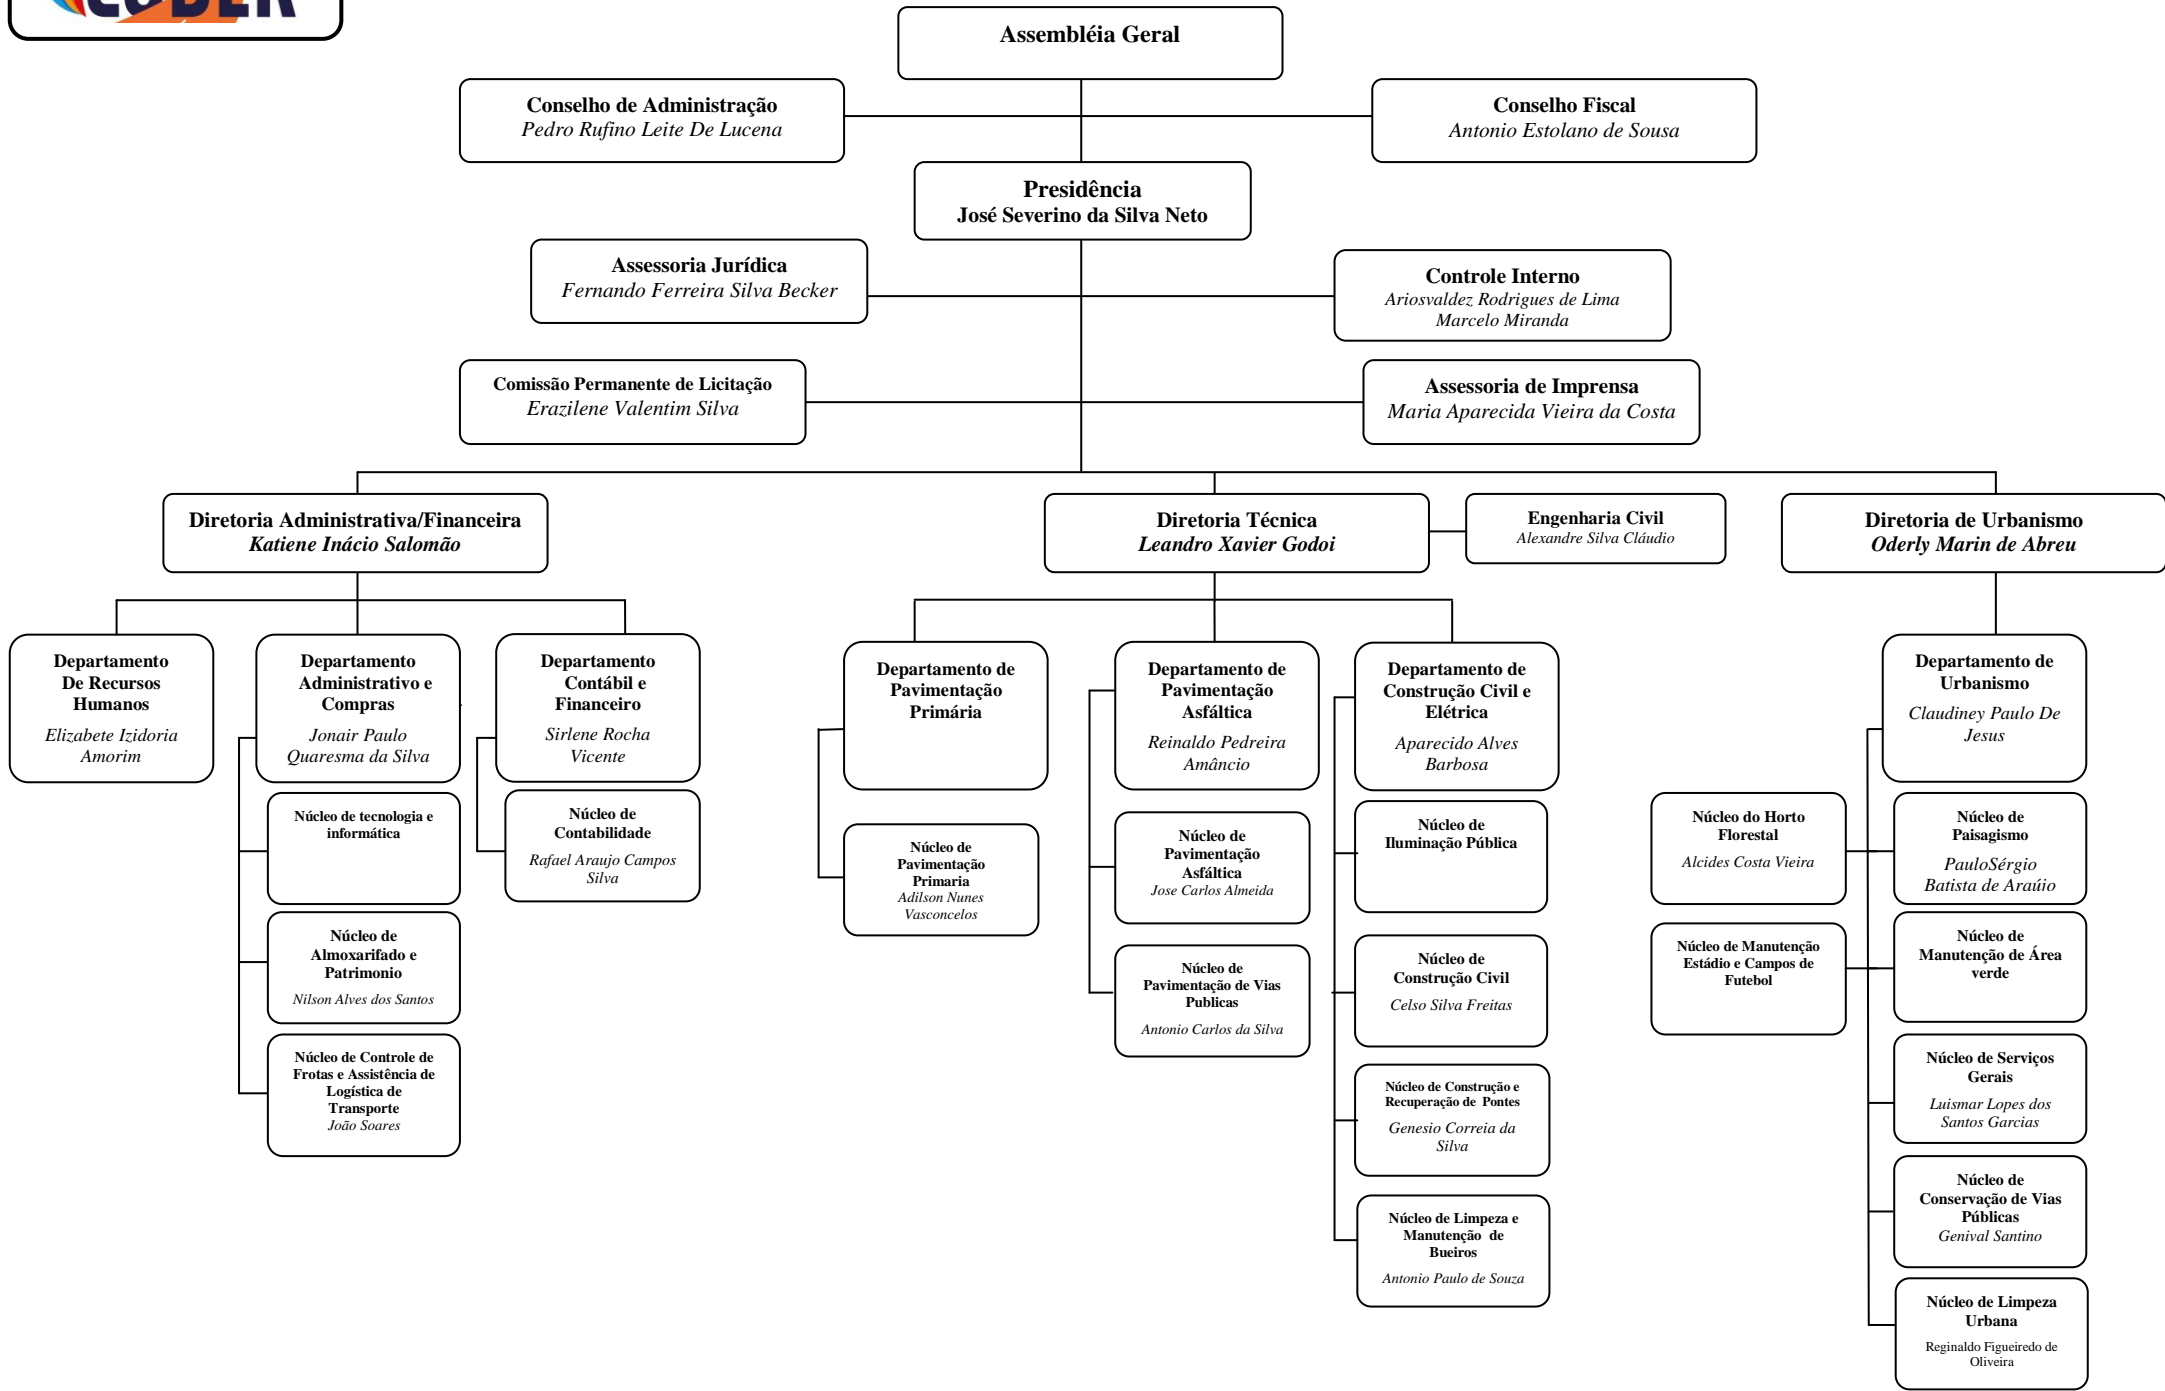 CODER
Assembléia Geral
Conselho de Administração
Pedro Rufino Leite De Lucena
Conselho Fiscal
Antonio Estolano de Sousa
Presidência
José Severino da Silva Neto
Assessoria Jurídica
Fernando Ferreira Silva Becker
Controle Interno
Ariosvaldez Rodrigues de Lima
Marcelo Miranda
Comissão Permanente de Licitação
Erazilene Valentim Silva
Assessoria de Imprensa
Maria Aparecida Vieira da Costa
Diretoria Administrativa/Financeira
Katiene Inácio Salomão
Diretoria Técnica
Leandro Xavier Godoi
Engenharia Civil
Alexandre Silva Cláudio
Diretoria de Urbanismo
Oderly Marin de Abreu
Departamento
De Recursos
Humanos
Elizabete Izidoria
Amorim
Departamento
Administrativo e
Compras
Jonair Paulo
Quaresma da Silva
Departamento
Contábil e
Financeiro
Sirlene Rocha
Vicente
Departamento de
Pavimentação
Primária
Departamento de
Pavimentação
Asfáltica
Reinaldo Pedreira
Amâncio
Departamento de
Construção Civil e
Elétrica
Aparecido Alves
Barbosa
Departamento de
Urbanismo
Claudiney Paulo De
Jesus
Núcleo de tecnologia e
informática
Núcleo de
Contabilidade
Rafael Araujo Campos
Silva
Núcleo de
Pavimentação
Primaria
Adilson Nunes
Vasconcelos
Núcleo de
Pavimentação
Asfáltica
Jose Carlos Almeida
Núcleo de
Iluminação Pública
Núcleo do Horto
Florestal
Alcides Costa Vieira
Núcleo de
Paisagismo
PauloSérgio
Batista de Araúio
Núcleo de
Almoxarifado e
Patrimonio
Nilson Alves dos Santos
Núcleo de
Pavimentação de Vias
Publicas
Antonio Carlos da Silva
Núcleo de
Construção Civil
Celso Silva Freitas
Núcleo de Manutenção
Estádio e Campos de
Futebol
Núcleo de
Manutenção de Área
verde
Núcleo de Controle de
Frotas e Assistência de
Logística de
Transporte
João Soares
Núcleo de Construção e
Recuperação de Pontes
Genesio Correia da
Silva
Núcleo de Serviços
Gerais
Luismar Lopes dos
Santos Garcias
Núcleo de Limpeza e
Manutenção de
Bueiros
Antonio Paulo de Souza
Núcleo de
Conservação de Vias
Públicas
Genival Santino
Núcleo de Limpeza
Urbana
Reginaldo Figueiredo de
Oliveira